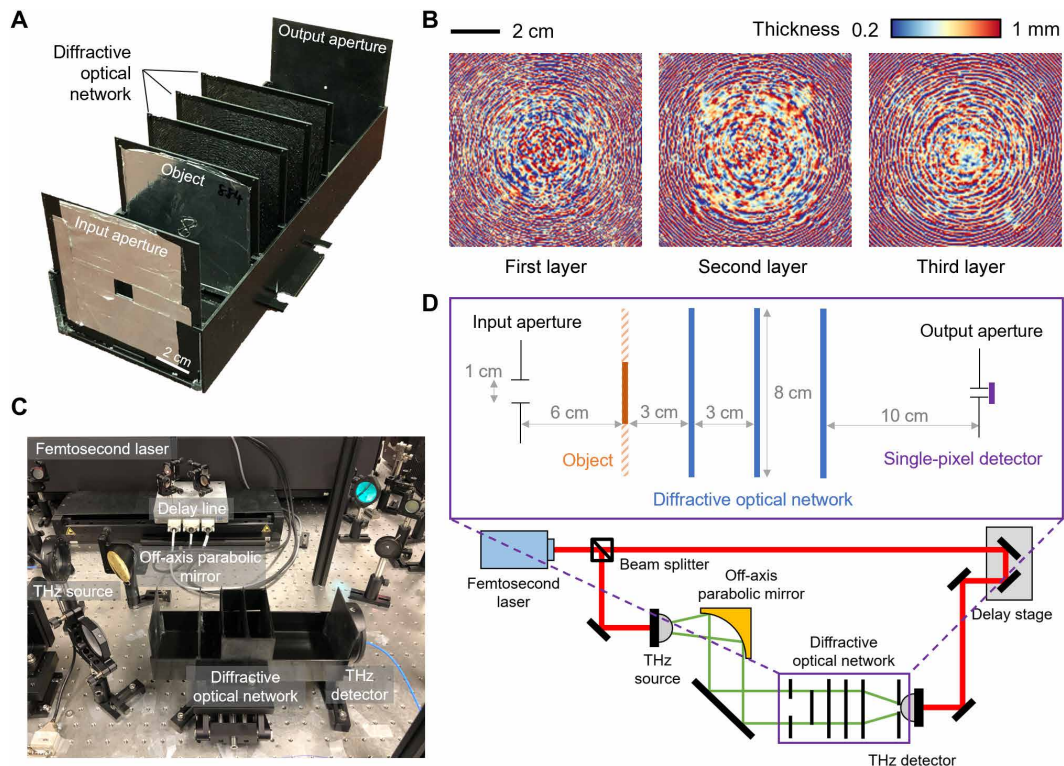 A
Diffractive
optical
network
Output aperture
Object
Input aperture
2 cm
B
2 cm
Thickness 0.2 1 mm
First layer
Second layer
Third layer
C
Femtosecond laser
Delay line
Off-axis parabolic
mirror
THz source
Diffractive
optical network
THz
detector
D
Input aperture
Output aperture
1 cm
8 cm
6 cm
3 cm
3 cm
10 cm
Object
Single-pixel detector
Diffractive optical network
Femtosecond
laser
Beam splitter
Off-axis
parabolic mirror
Delay stage
THz
source
Diffractive
optical network
THz detector